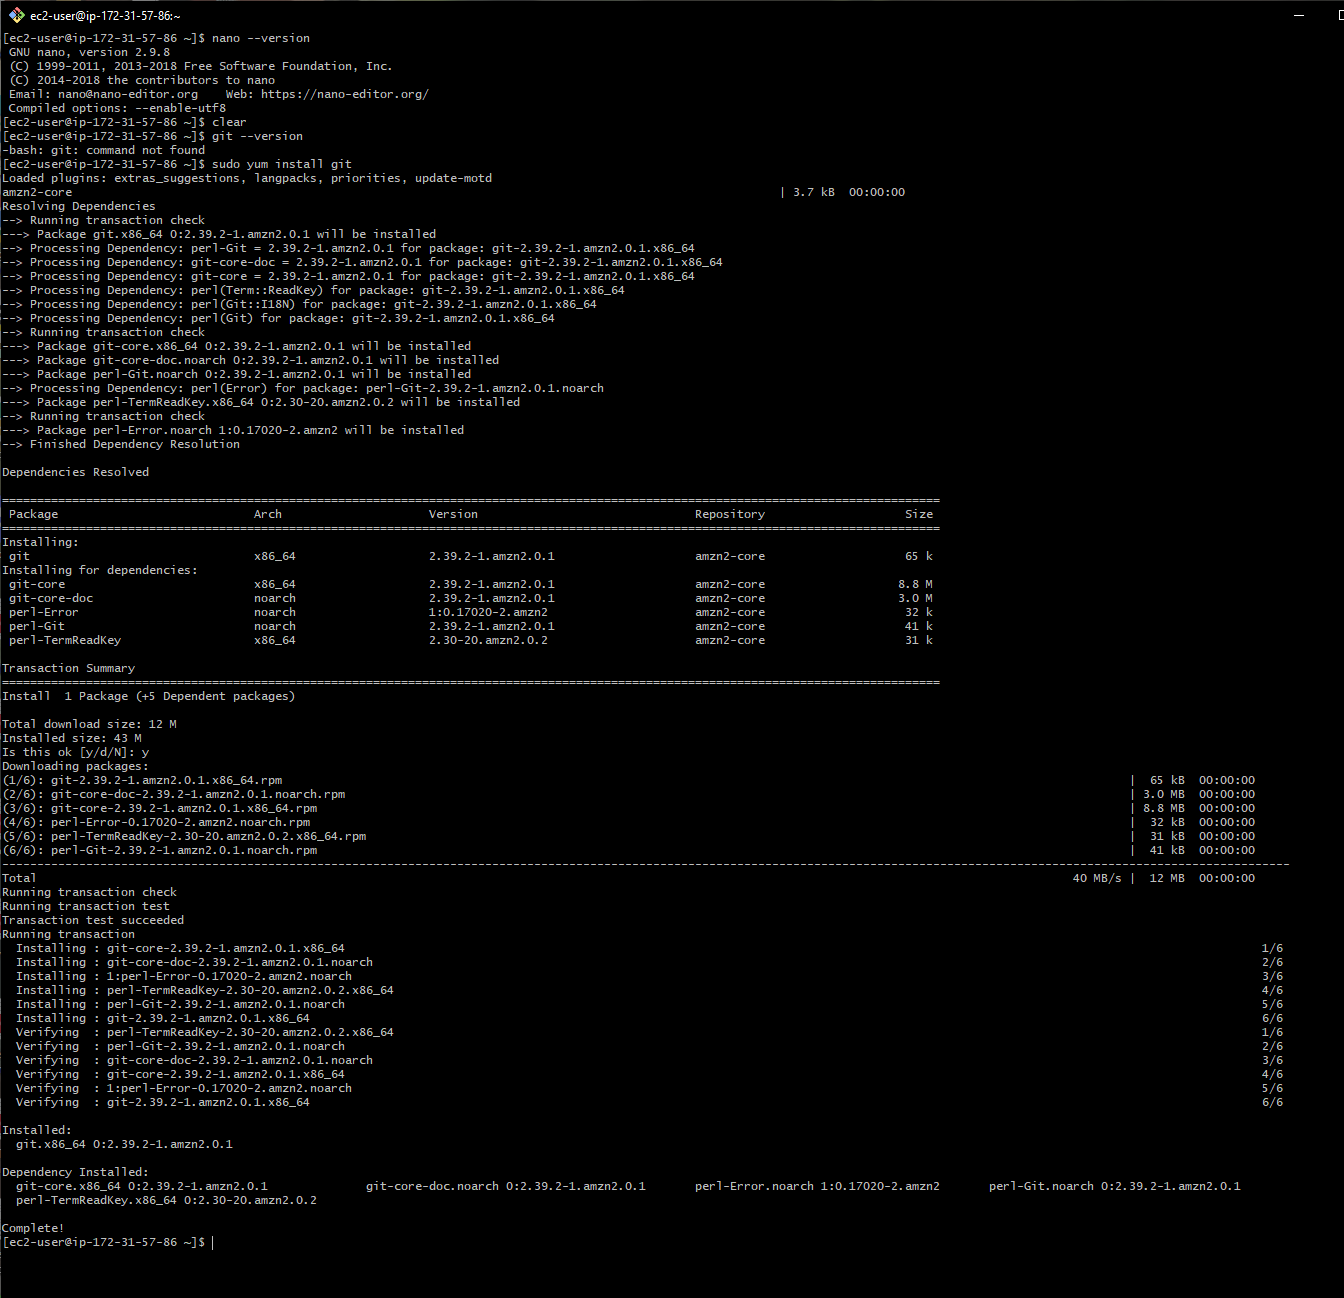 ec2-user@ip-172-31-57-86:~
[ec2-user@ip-172-31-57-86 ~]$ nano --version
GNU nano, version 2.9.8
(C) 1999-2011, 2013-2018 Free Software Foundation, Inc.
(C) 2014-2018 the contributors to nano
Email: nano@nano-editor.org    Web: https://nano-editor.org/
Compiled options: --enable-utf8
[ec2-user@ip-172-31-57-86 ~]$ clear
[ec2-user@ip-172-31-57-86 ~]$ git --version
-bash: git: command not found
[ec2-user@ip-172-31-57-86 ~]$ sudo yum install git
Loaded plugins: extras_suggestions, langpacks, priorities, update-motd
amzn2-core | 3.7 kB  00:00:00
Resolving Dependencies
--> Running transaction check
---> Package git.x86_64 0:2.39.2-1.amzn2.0.1 will be installed
--> Processing Dependency: perl-Git = 2.39.2-1.amzn2.0.1 for package: git-2.39.2-1.amzn2.0.1.x86_64
--> Processing Dependency: git-core-doc = 2.39.2-1.amzn2.0.1 for package: git-2.39.2-1.amzn2.0.1.x86_64
--> Processing Dependency: git-core = 2.39.2-1.amzn2.0.1 for package: git-2.39.2-1.amzn2.0.1.x86_64
--> Processing Dependency: perl(Term::ReadKey) for package: git-2.39.2-1.amzn2.0.1.x86_64
--> Processing Dependency: perl(Git::I18N) for package: git-2.39.2-1.amzn2.0.1.x86_64
--> Processing Dependency: perl(Git) for package: git-2.39.2-1.amzn2.0.1.x86_64
--> Running transaction check
---> Package git-core.x86_64 0:2.39.2-1.amzn2.0.1 will be installed
---> Package git-core-doc.noarch 0:2.39.2-1.amzn2.0.1 will be installed
---> Package perl-Git.noarch 0:2.39.2-1.amzn2.0.1 will be installed
--> Processing Dependency: perl(Error) for package: perl-Git-2.39.2-1.amzn2.0.1.noarch
---> Package perl-TermReadKey.x86_64 0:2.30-20.amzn2.0.2 will be installed
--> Running transaction check
---> Package perl-Error.noarch 1:0.17020-2.amzn2 will be installed
--> Finished Dependency Resolution
Dependencies Resolved
Package Arch Version Repository Size
Installing:
git x86_64 2.39.2-1.amzn2.0.1 amzn2-core 65 k
Installing for dependencies:
git-core x86_64 2.39.2-1.amzn2.0.1 amzn2-core 8.8 M
git-core-doc noarch 2.39.2-1.amzn2.0.1 amzn2-core 3.0 M
perl-Error noarch 1:0.17020-2.amzn2 amzn2-core 32 k
perl-Git noarch 2.39.2-1.amzn2.0.1 amzn2-core 41 k
perl-TermReadKey x86_64 2.30-20.amzn2.0.2 amzn2-core 31 k
Transaction Summary
Install  1 Package (+5 Dependent packages)
Total download size: 12 M
Installed size: 43 M
Is this ok [y/d/N]: y
Downloading packages:
(1/6): git-2.39.2-1.amzn2.0.1.x86_64.rpm | 65 kB  00:00:00
(2/6): git-core-doc-2.39.2-1.amzn2.0.1.noarch.rpm | 3.0 MB  00:00:00
(3/6): git-core-2.39.2-1.amzn2.0.1.x86_64.rpm | 8.8 MB  00:00:00
(4/6): perl-Error-0.17020-2.amzn2.noarch.rpm | 32 kB  00:00:00
(5/6): perl-TermReadKey-2.30-20.amzn2.0.2.x86_64.rpm | 31 kB  00:00:00
(6/6): perl-Git-2.39.2-1.amzn2.0.1.noarch.rpm | 41 kB  00:00:00
Total 40 MB/s | 12 MB  00:00:00
Running transaction check
Running transaction test
Transaction test succeeded
Running transaction
Installing : git-core-2.39.2-1.amzn2.0.1.x86_64 1/6
Installing : git-core-doc-2.39.2-1.amzn2.0.1.noarch 2/6
Installing : 1:perl-Error-0.17020-2.amzn2.noarch 3/6
Installing : perl-TermReadKey-2.30-20.amzn2.0.2.x86_64 4/6
Installing : perl-Git-2.39.2-1.amzn2.0.1.noarch 5/6
Installing : git-2.39.2-1.amzn2.0.1.x86_64 6/6
Verifying  : perl-TermReadKey-2.30-20.amzn2.0.2.x86_64 1/6
Verifying  : perl-Git-2.39.2-1.amzn2.0.1.noarch 2/6
Verifying  : git-core-doc-2.39.2-1.amzn2.0.1.noarch 3/6
Verifying  : git-core-2.39.2-1.amzn2.0.1.x86_64 4/6
Verifying  : 1:perl-Error-0.17020-2.amzn2.noarch 5/6
Verifying  : git-2.39.2-1.amzn2.0.1.x86_64 6/6
Installed:
git.x86_64 0:2.39.2-1.amzn2.0.1
Dependency Installed:
git-core.x86_64 0:2.39.2-1.amzn2.0.1 git-core-doc.noarch 0:2.39.2-1.amzn2.0.1 perl-Error.noarch 1:0.17020-2.amzn2 perl-Git.noarch 0:2.39.2-1.amzn2.0.1
perl-TermReadKey.x86_64 0:2.30-20.amzn2.0.2
Complete!
[ec2-user@ip-172-31-57-86 ~]$